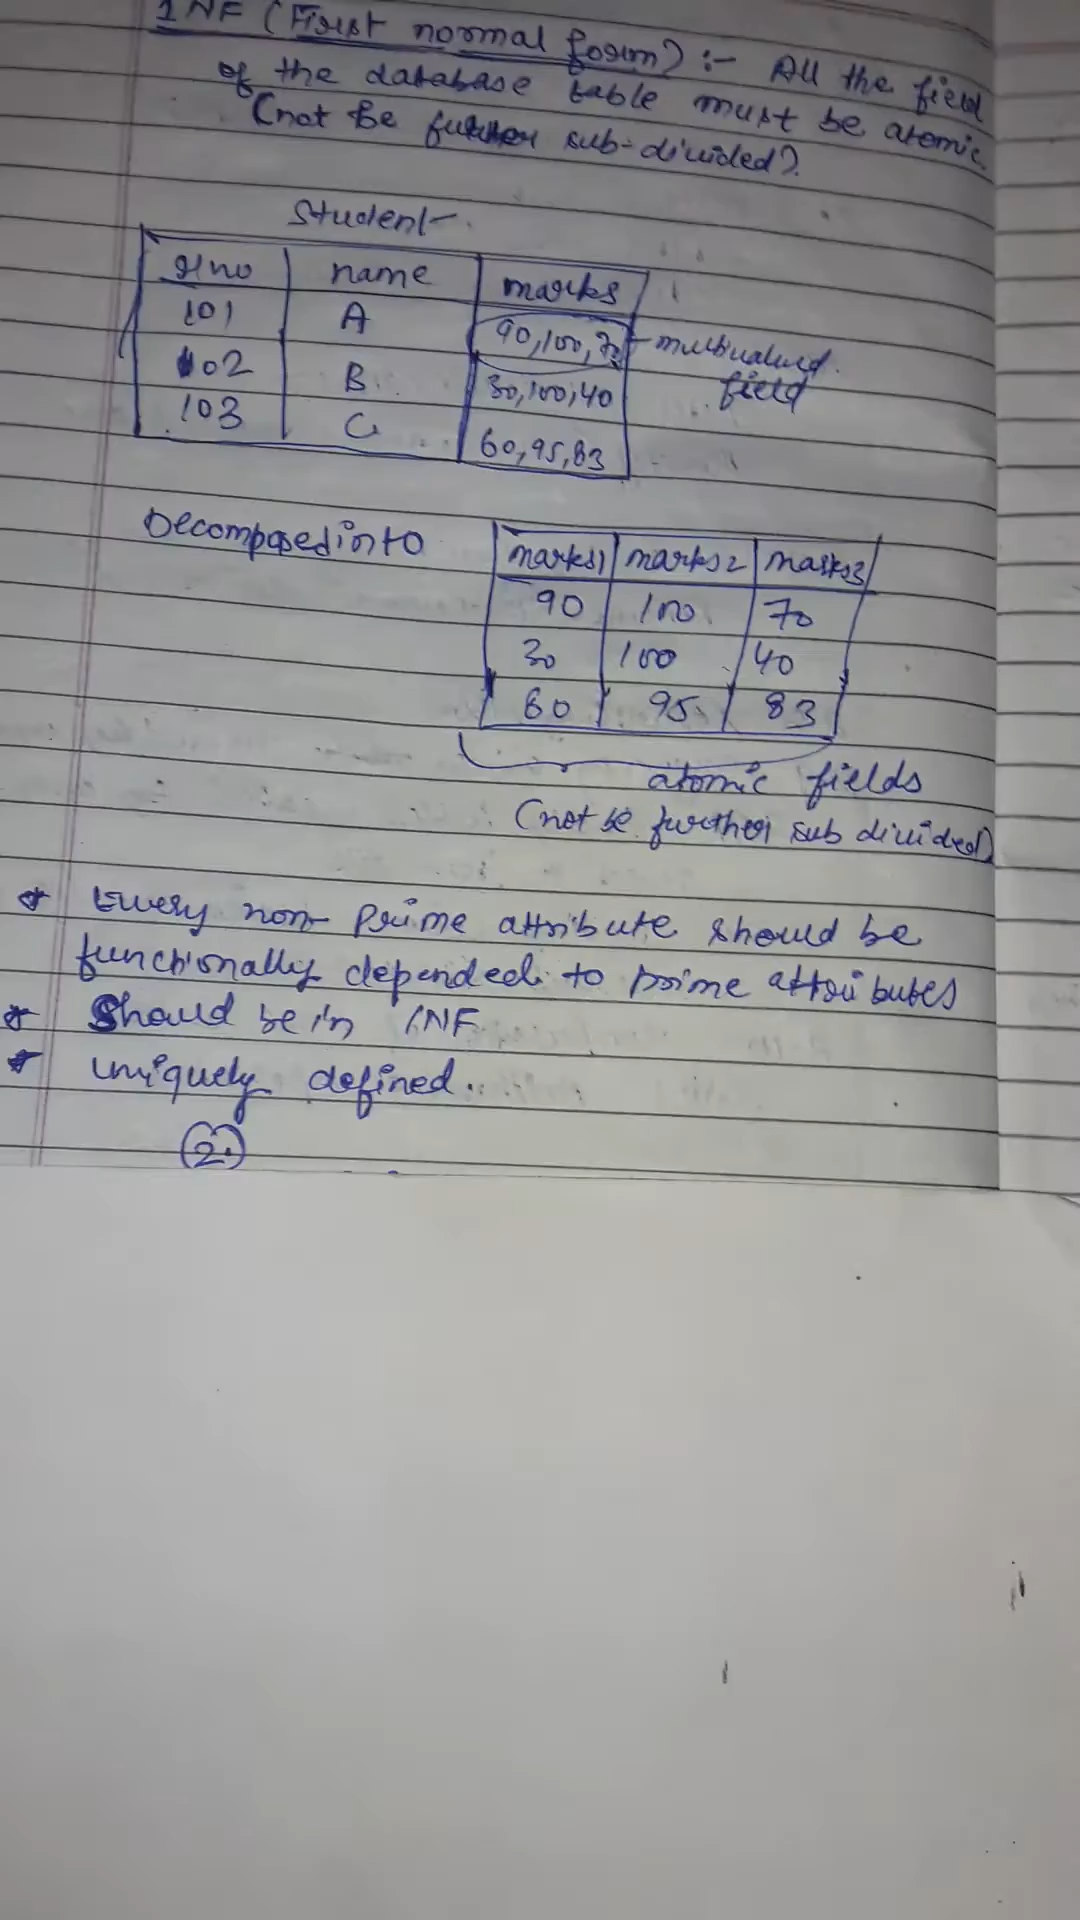 1NF (First normal form) :- All the field
of the database table must be atomic.
(not be further sub-divided).
Student
rno name marks
101 A 90,100,70 multivalued
102 B 30,100,40 field
103 C 60,95,83
Decomposed into marks1 marks2 marks3
90 100 70
30 100 40
60 95 83
atomic fields
(not be further sub divided)
* Every non-prime attribute should be
functionally depended to prime attributes
* Should be in 1NF
* uniquely defined.
2.